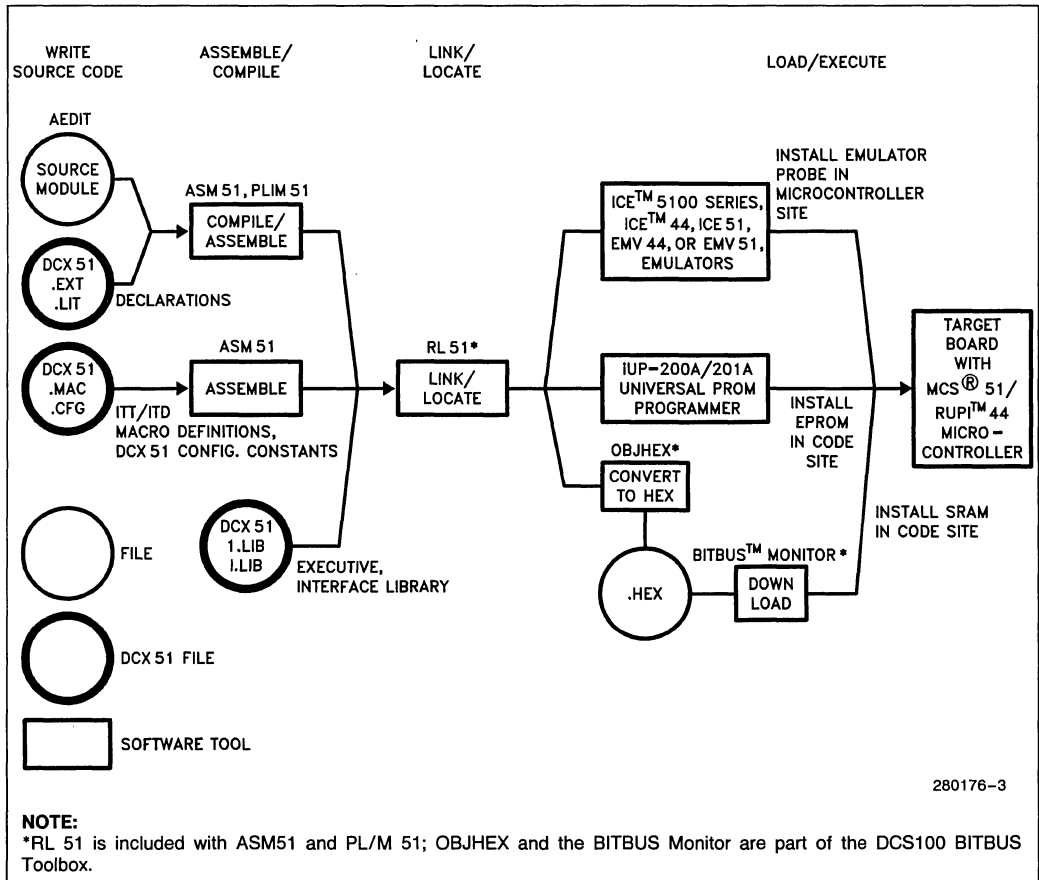 WRITE
SOURCE CODE
ASSEMBLE/
COMPILE
LINK/
LOCATE
LOAD/EXECUTE
AEDIT
SOURCE
MODULE
DCX 51
.EXT
.LIT
DECLARATIONS
ASM 51, PLIM 51
COMPILE/
ASSEMBLE
DCX 51
.MAC
.CFG
ITT/ITD
MACRO DEFINITIONS,
DCX 51 CONFIG. CONSTANTS
ASM 51
ASSEMBLE
DCX 51
1.LIB
I.LIB
EXECUTIVE,
INTERFACE LIBRARY
RL 51*
LINK/
LOCATE
ICE™ 5100 SERIES,
ICE™ 44, ICE 51,
EMV 44, OR EMV 51,
EMULATORS
INSTALL EMULATOR
PROBE IN
MICROCONTROLLER
SITE
IUP-200A/201A
UNIVERSAL PROM
PROGRAMMER
INSTALL
EPROM
IN CODE
SITE
OBJHEX*
CONVERT
TO HEX
.HEX
BITBUS™ MONITOR*
DOWN
LOAD
INSTALL SRAM
IN CODE SITE
TARGET
BOARD
WITH
MCS® 51/
RUPI™ 44
MICRO-
CONTROLLER
FILE
DCX 51 FILE
SOFTWARE TOOL
280176-3
NOTE:
*RL 51 is included with ASM51 and PL/M 51; OBJHEX and the BITBUS Monitor are part of the DCS100 BITBUS
Toolbox.